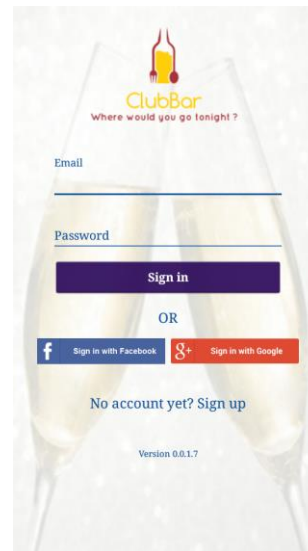 ClubBar
Where would you go tonight ?
Email
Password
Sign in
OR
f Sign in with Facebook
8+ Sign in with Google
No account yet? Sign up
Version 0.0.1.7